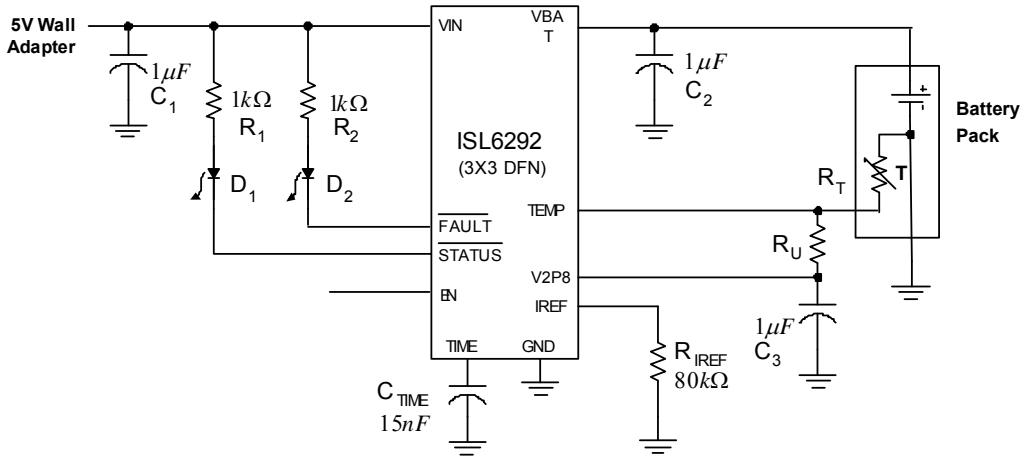 5V Wall
Adapter
1μF
C1
1kΩ
R1
1kΩ
R2
D1
D2
VIN
VBA
T
ISL6292
(3X3 DFN)
TEMP
FAULT
STATUS
V2P8
EN
IREF
TIME
GND
CTIME
15nF
1μF
C2
RT
T
+
-
Battery
Pack
RU
RIREF
80kΩ
1μF
C3